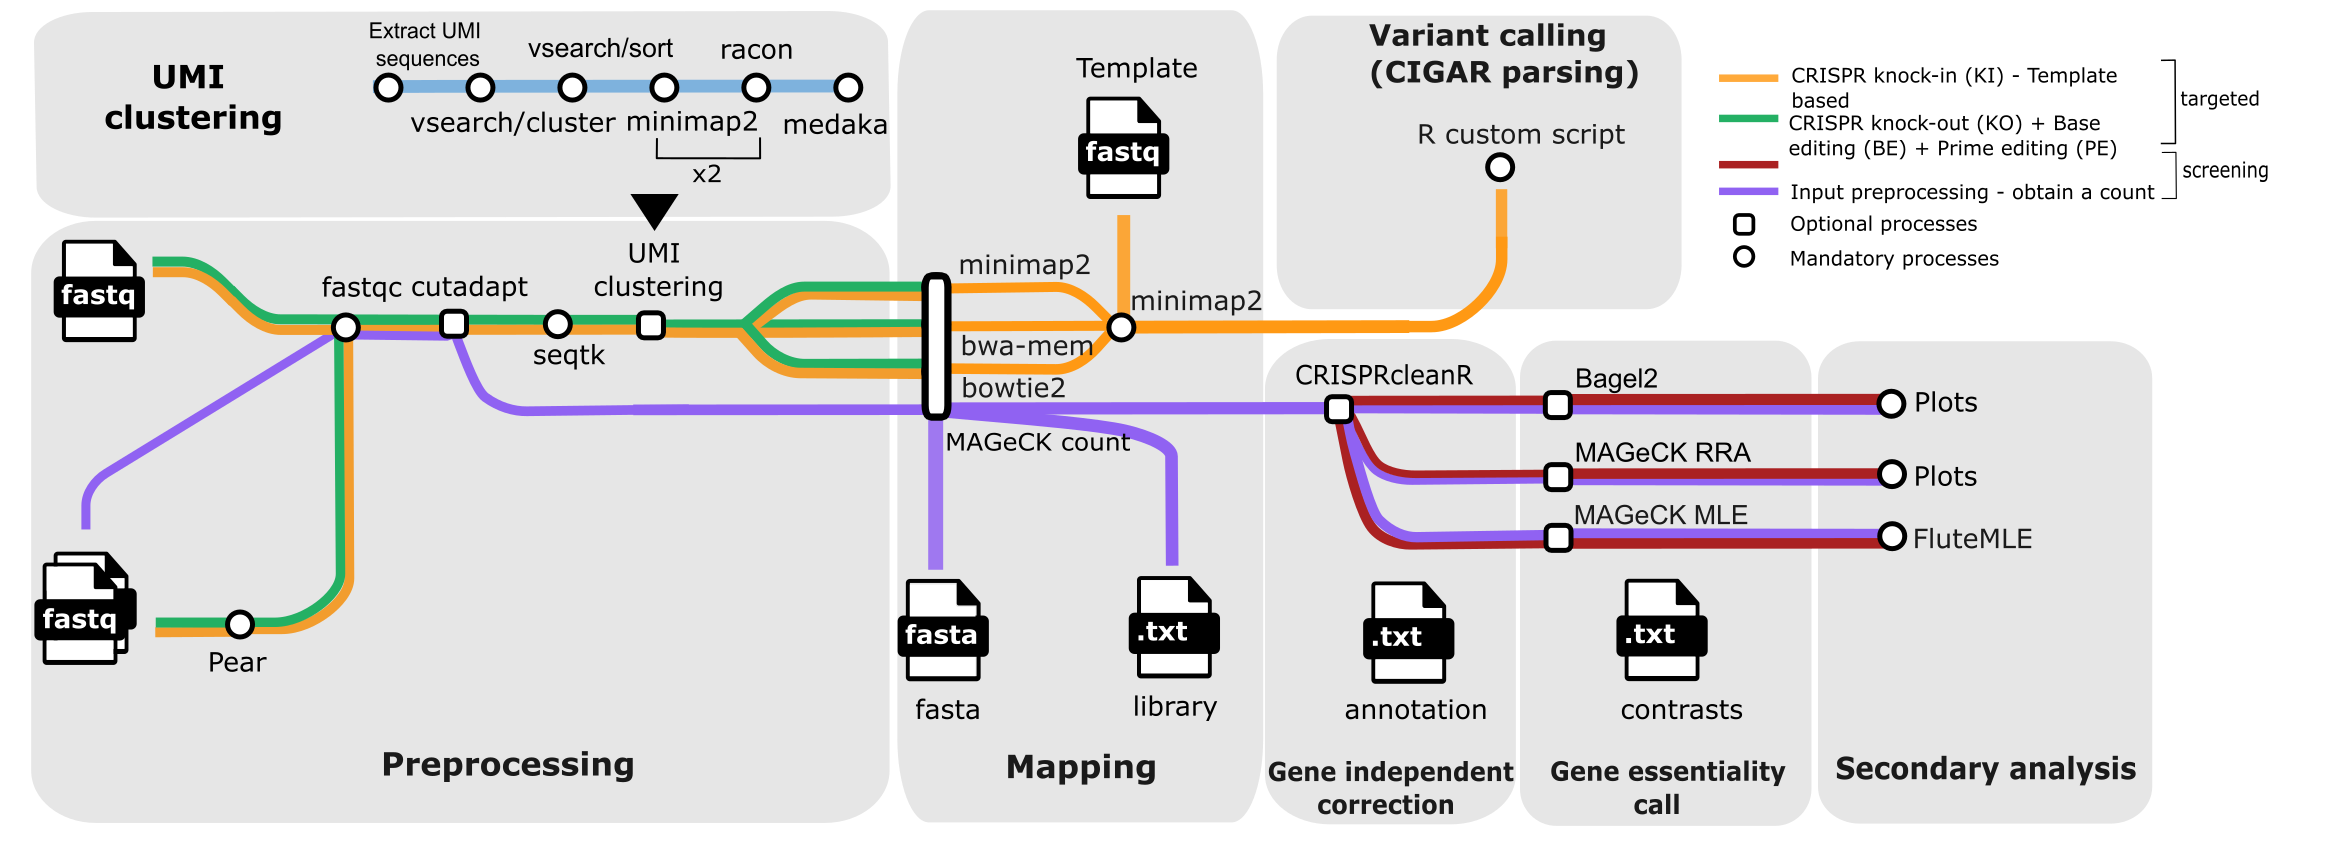 UMI
clustering
Extract UMI
sequences
vsearch/sort
racon
vsearch/cluster
minimap2
medaka
x2
Template
fastq
Variant calling
(CIGAR parsing)
R custom script
CRISPR knock-in (KI) - Template
based
CRISPR knock-out (KO) + Base
editing (BE) + Prime editing (PE)
targeted
Input preprocessing - obtain a count
screening
Optional processes
Mandatory processes
fastq
fastqc
cutadapt
seqtk
UMI
clustering
minimap2
bwa-mem
bowtie2
minimap2
MAGeCK count
fastq
Pear
fasta
fasta
.txt
library
CRISPRcleanR
Bagel2
Plots
MAGeCK RRA
Plots
MAGeCK MLE
FluteMLE
.txt
annotation
.txt
contrasts
Preprocessing
Mapping
Gene independent
correction
Gene essentiality
call
Secondary analysis